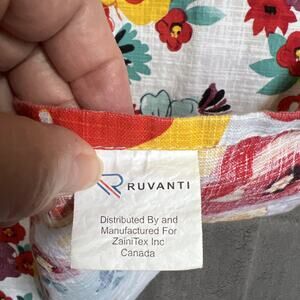 RUVANTI
Distributed By and
Manufactured For
ZainiTex Inc
Canada